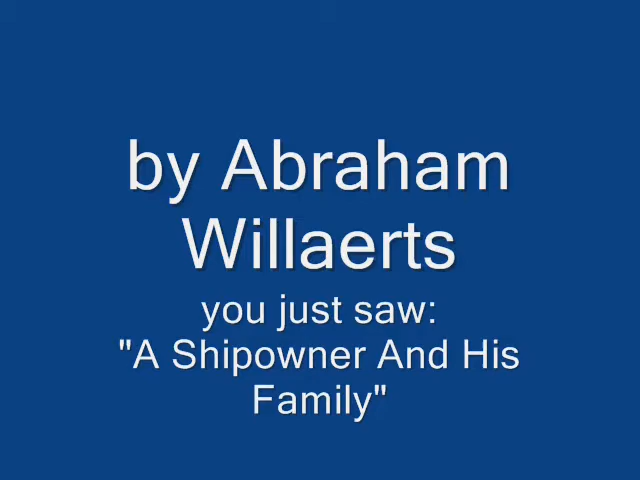 by Abraham
Willaerts
you just saw:
"A Shipowner And His
Family"